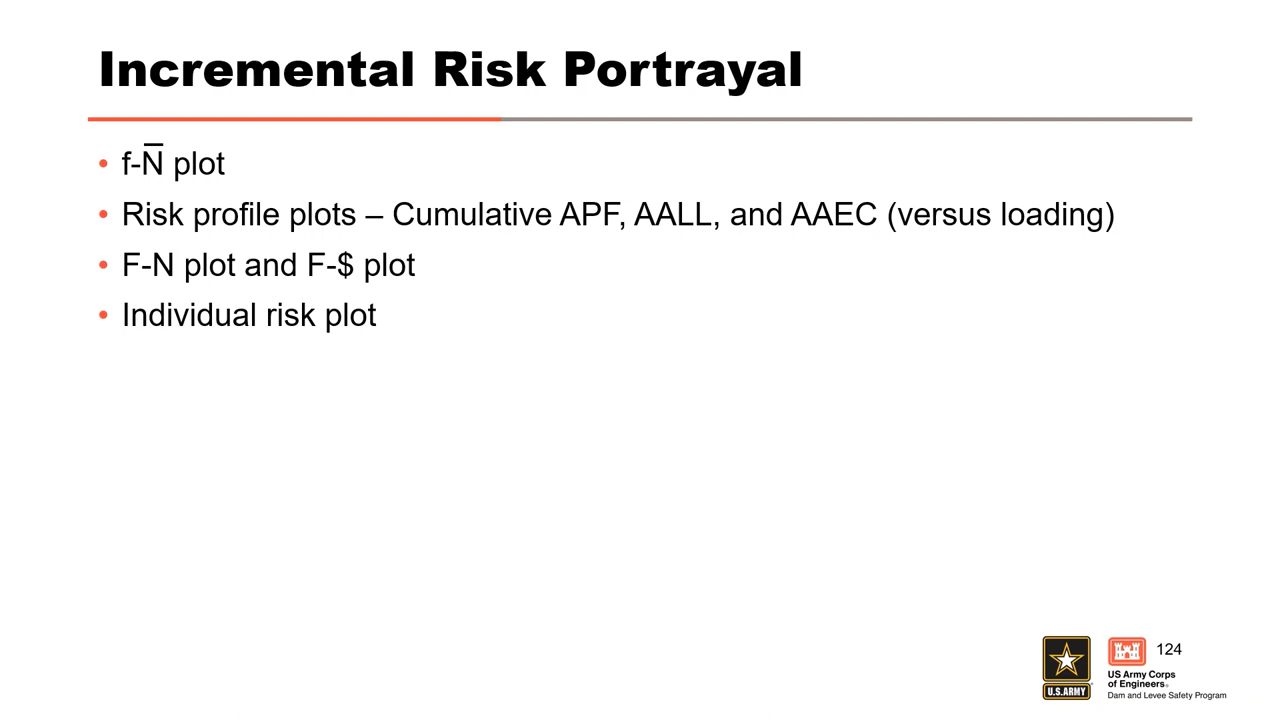 Incremental Risk Portrayal
• f-N̅ plot
• Risk profile plots – Cumulative APF, AALL, and AAEC (versus loading)
• F-N plot and F-$ plot
• Individual risk plot
124
U.S.ARMY
US Army Corps
of Engineers®
Dam and Levee Safety Program